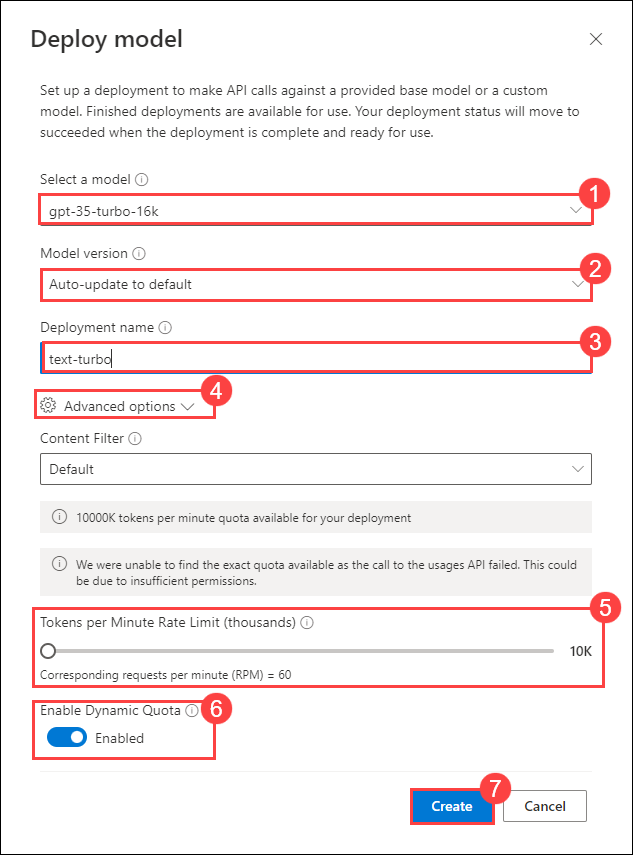 Deploy model
Set up a deployment to make API calls against a provided base model or a custom
model. Finished deployments are available for use. Your deployment status will move to
succeeded when the deployment is complete and ready for use.
Select a model
1
gpt-35-turbo-16k
Model version
2
Auto-update to default
Deployment name
3
text-turbo
4
Advanced options
Content Filter
Default
10000K tokens per minute quota available for your deployment
We were unable to find the exact quota available as the call to the usages API failed. This could
be due to insufficient permissions.
5
Tokens per Minute Rate Limit (thousands)
10K
Corresponding requests per minute (RPM) = 60
Enable Dynamic Quota
6
Enabled
7
Create
Cancel